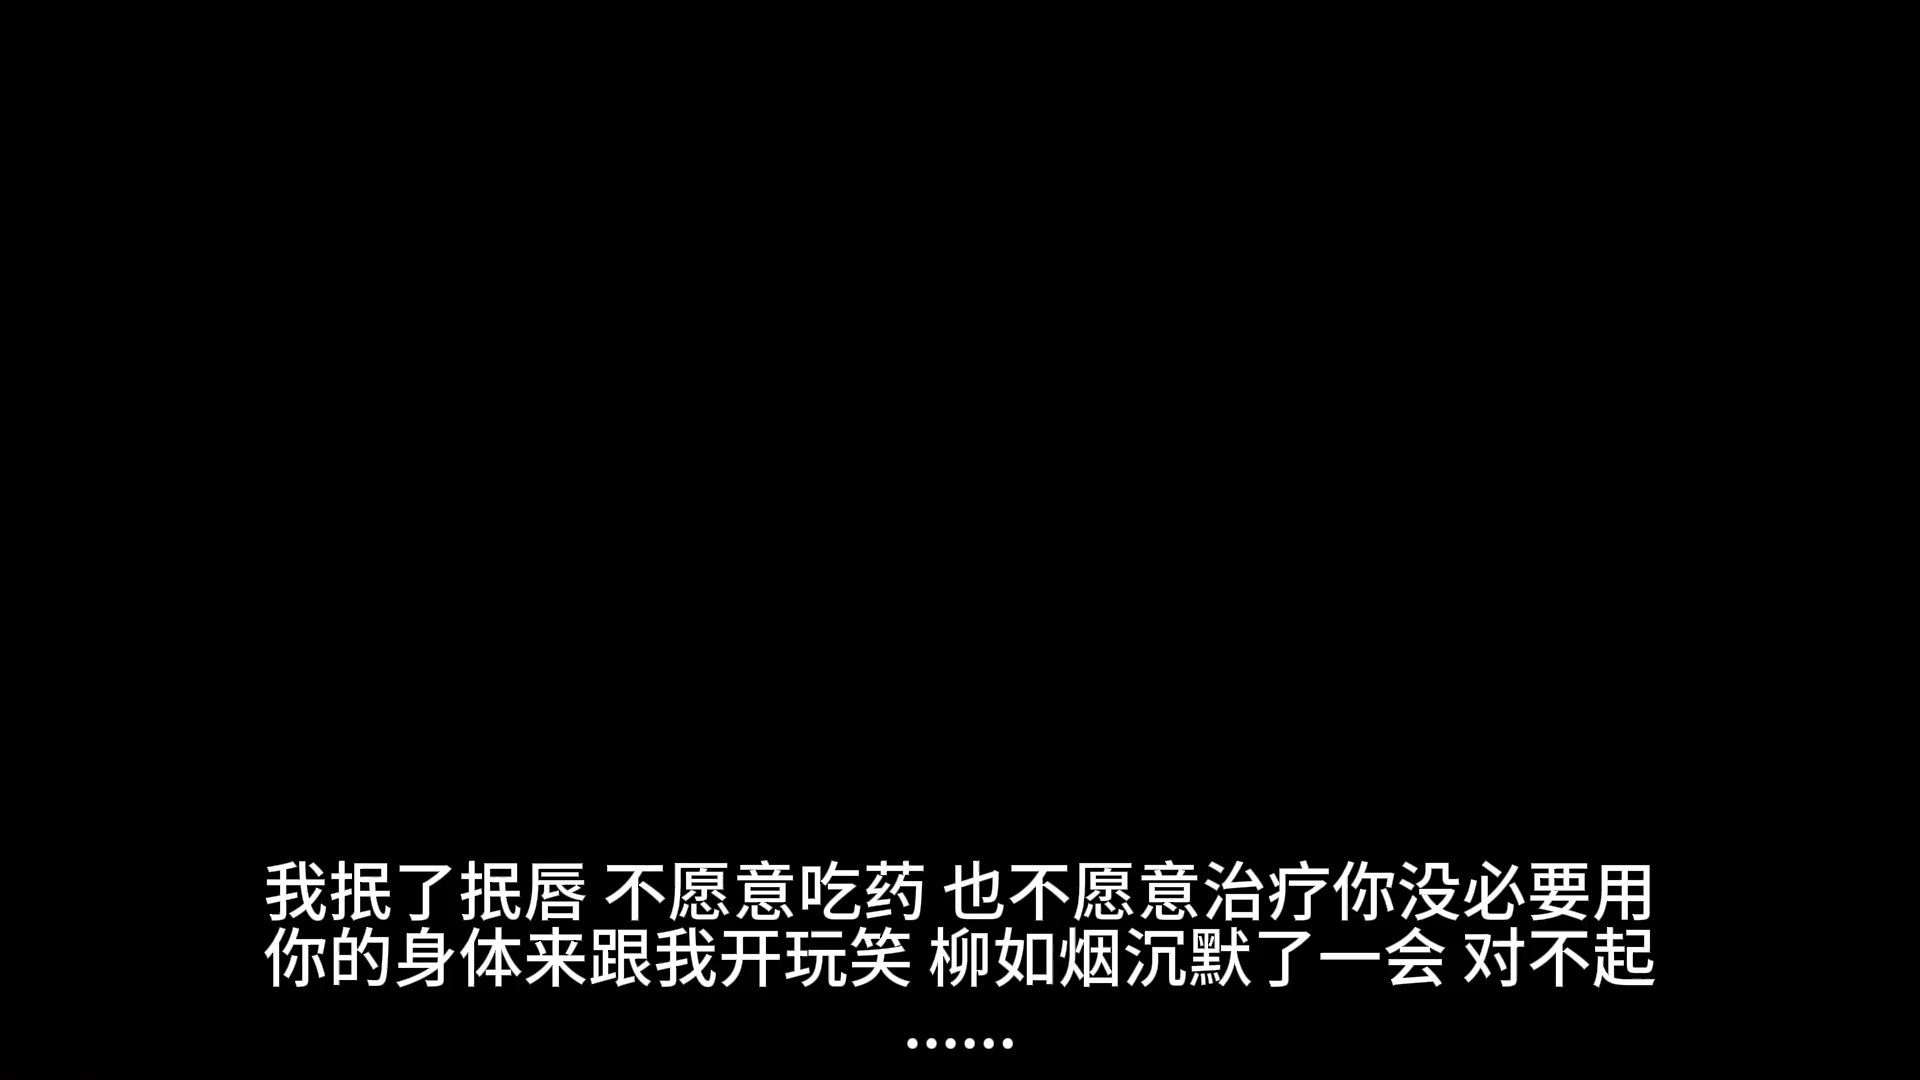 我抿了抿唇 不愿意吃药 也不愿意治疗你没必要用
你的身体来跟我开玩笑 柳如烟沉默了一会 对不起
......